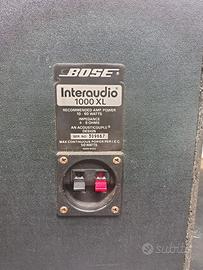 BOSE
Interaudio
1000 XL
RECOMMENDED AMP POWER
10 - 60 WATTS
IMPEDANCE
4 - 8 OHMS
AN ACOUSTICOUPLE
DESIGN
SER. NO. 309867
MAX CONTINUOUS POWER PER I.E.C.
subito